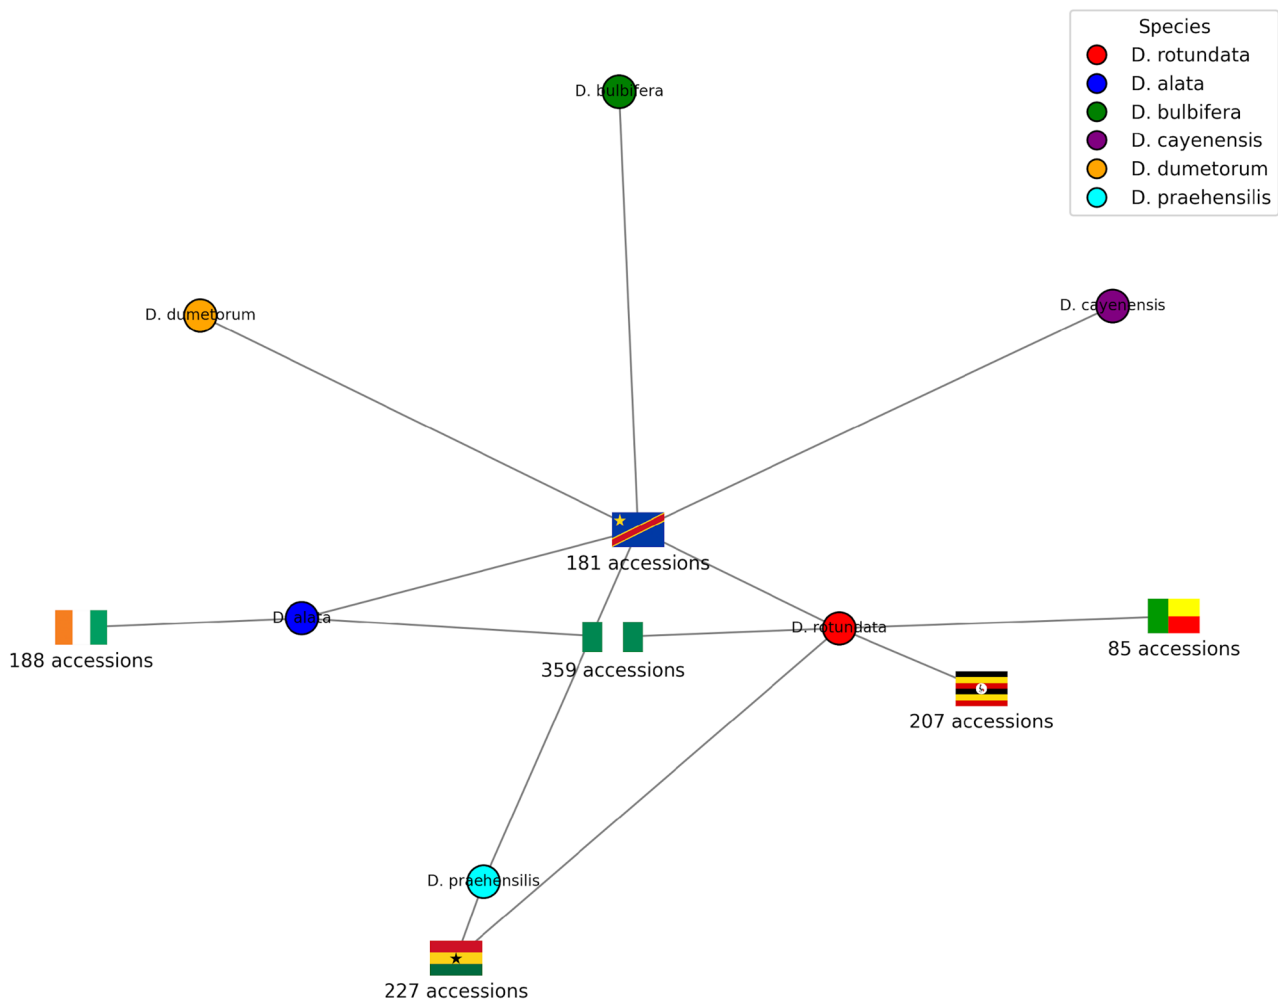 Species
D. rotundata
D. alata
D. bulbifera
D. cayenensis
D. dumetorum
D. praehensilis
D. bulbifera
D. cayenensis
D. dumetorum
181 accessions
D. alata
D. rotundata
188 accessions
359 accessions
85 accessions
207 accessions
D. praehensilis
227 accessions